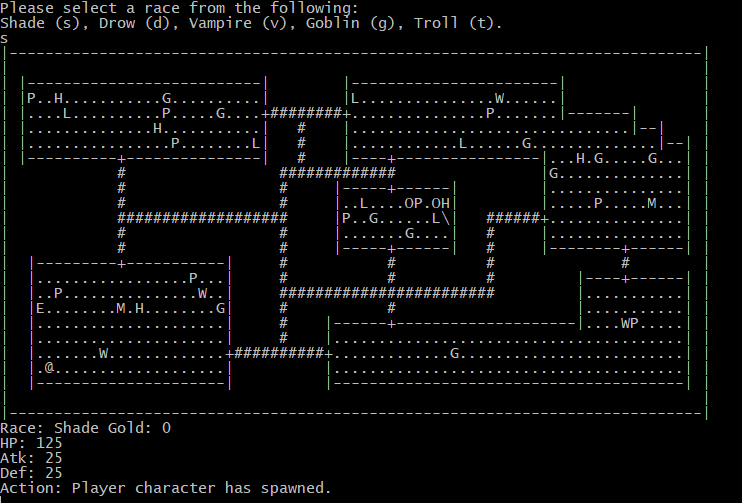 Please select a race from the following:
Shade (s), Drow (d), Vampire (v), Goblin (g), Troll (t).
s
|-----------------------------------------------------------------------------|
|                                                                             |
| |--------------------------|        |-----------------------|               |
| |P..H...........G..........|        |L...............W......|               |
| |....L..........P.....G....+########+...............P.......|-------|       |
| |..............H...........|   #    |...............................|--|    |
| |................P........L|   #    |............L......G..............|--| |
| |----------+---------------|   #    |----+----------------|...H.G.....G...| |
|            #                 #############                |G..............| |
|            #                 #     |-----+------|         |...............| |
|            #                 #     |..L....OP.OH|         |.....P.....M...| |
|            ###################     |P..G......L\|   ######+...............| |
|            #                 #     |.......G....|   #     |...............| |
|            #                 #     |-----+------|   #     |--------+------| |
|  |---------+-----------|     #           #          #              #        |
|  |.................P...|     #           #          #         |----+------| |
|  |..P...............W..|     ########################         |...........| |
|  |E........M.H........G|     #           #                    |...........| |
|  |.....................|     #    |------+--------------------|....WP.....| |
|  |.....................|     #    |.......................................| |
|  |.......W.............+##########+.............G.........................| |
|  |.@...................|          |.......................................| |
|  |---------------------|          |---------------------------------------| |
|                                                                             |
|-----------------------------------------------------------------------------|
Race: Shade Gold: 0
HP: 125
Atk: 25
Def: 25
Action: Player character has spawned.